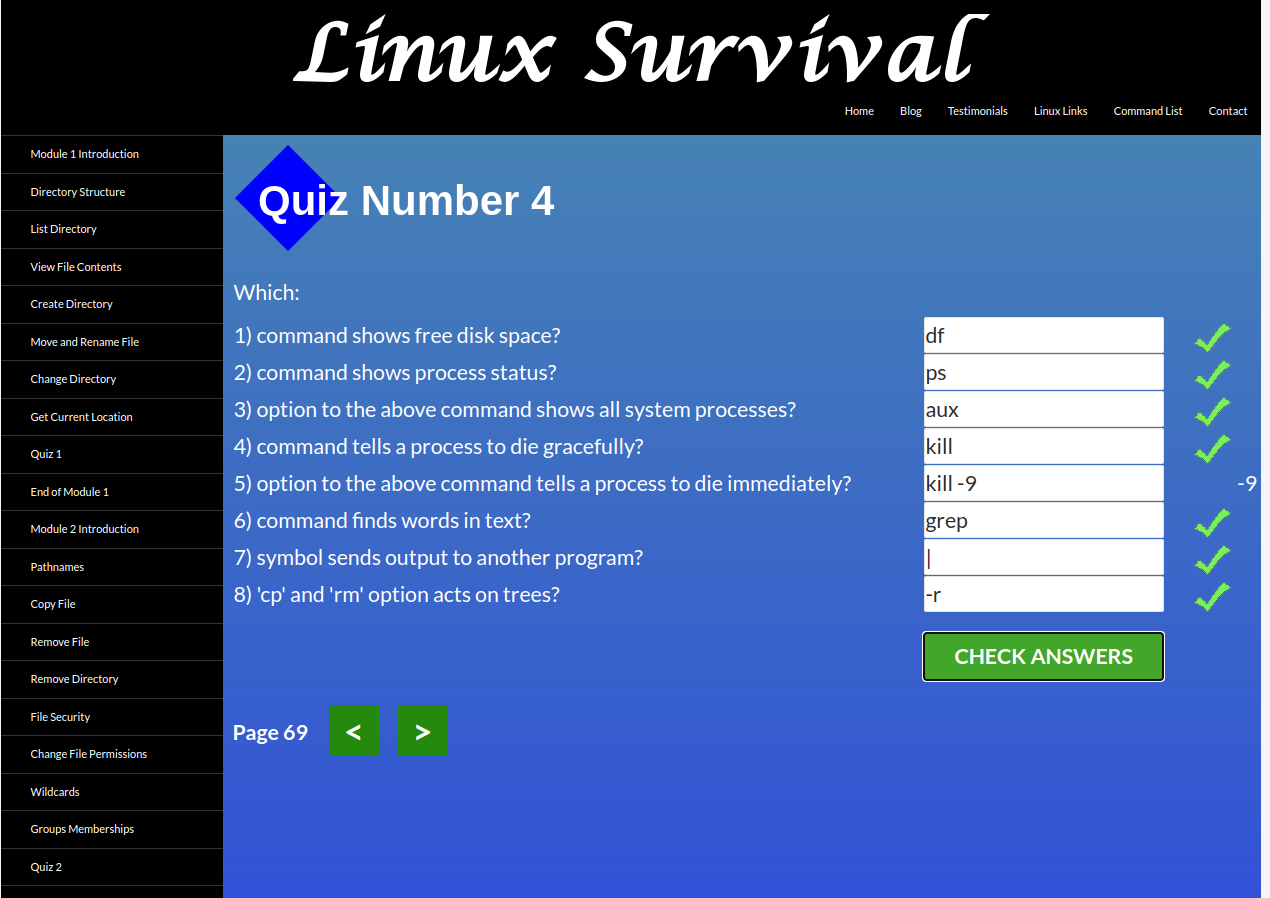 Linux Survival
Home Blog Testimonials Linux Links Command List Contact
Module 1 Introduction
Directory Structure
List Directory
View File Contents
Create Directory
Move and Rename File
Change Directory
Get Current Location
Quiz 1
End of Module 1
Module 2 Introduction
Pathnames
Copy File
Remove File
Remove Directory
File Security
Change File Permissions
Wildcards
Groups Memberships
Quiz 2
Quiz Number 4
Which:
1) command shows free disk space? df
2) command shows process status? ps
3) option to the above command shows all system processes? aux
4) command tells a process to die gracefully? kill
5) option to the above command tells a process to die immediately? kill -9 -9
6) command finds words in text? grep
7) symbol sends output to another program? |
8) 'cp' and 'rm' option acts on trees? -r
CHECK ANSWERS
Page 69 < >